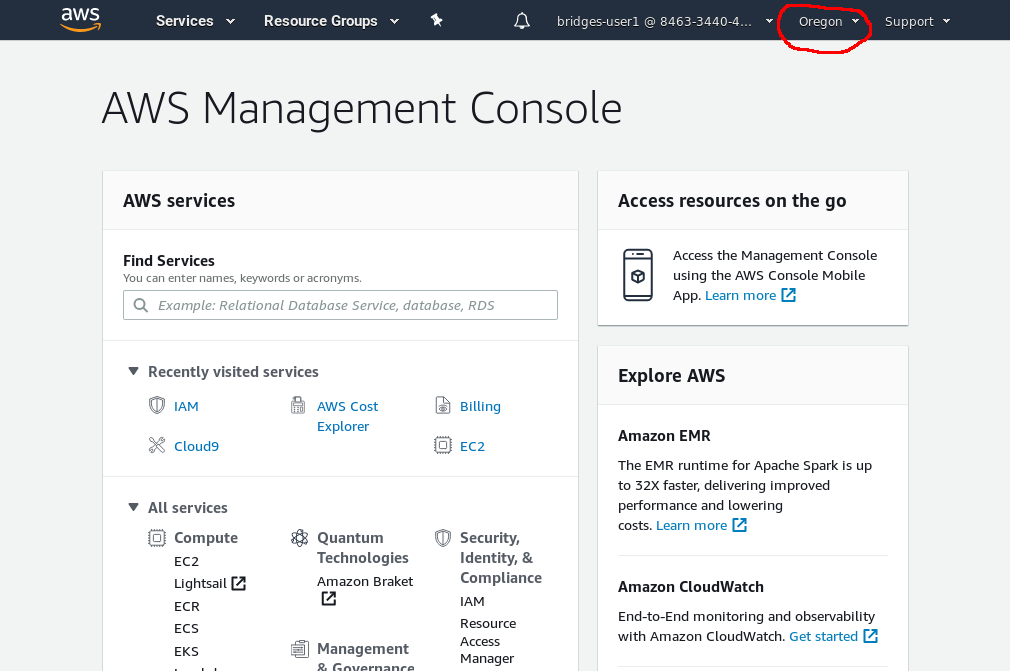 aws Services Resource Groups bridges-user1 @ 8463-3440-4... Oregon Support
AWS Management Console
AWS services
Find Services
You can enter names, keywords or acronyms.
Example: Relational Database Service, database, RDS
Recently visited services
IAM
AWS Cost
Explorer
Billing
Cloud9
EC2
All services
Compute
EC2
Lightsail
ECR
ECS
EKS
Quantum
Technologies
Amazon Braket
Management
& Governance
Security,
Identity, &
Compliance
IAM
Resource
Access
Manager
Access resources on the go
Access the Management Console
using the AWS Console Mobile
App. Learn more
Explore AWS
Amazon EMR
The EMR runtime for Apache Spark is up
to 32X faster, delivering improved
performance and lowering
costs. Learn more
Amazon CloudWatch
End-to-End monitoring and observability
with Amazon CloudWatch. Get started